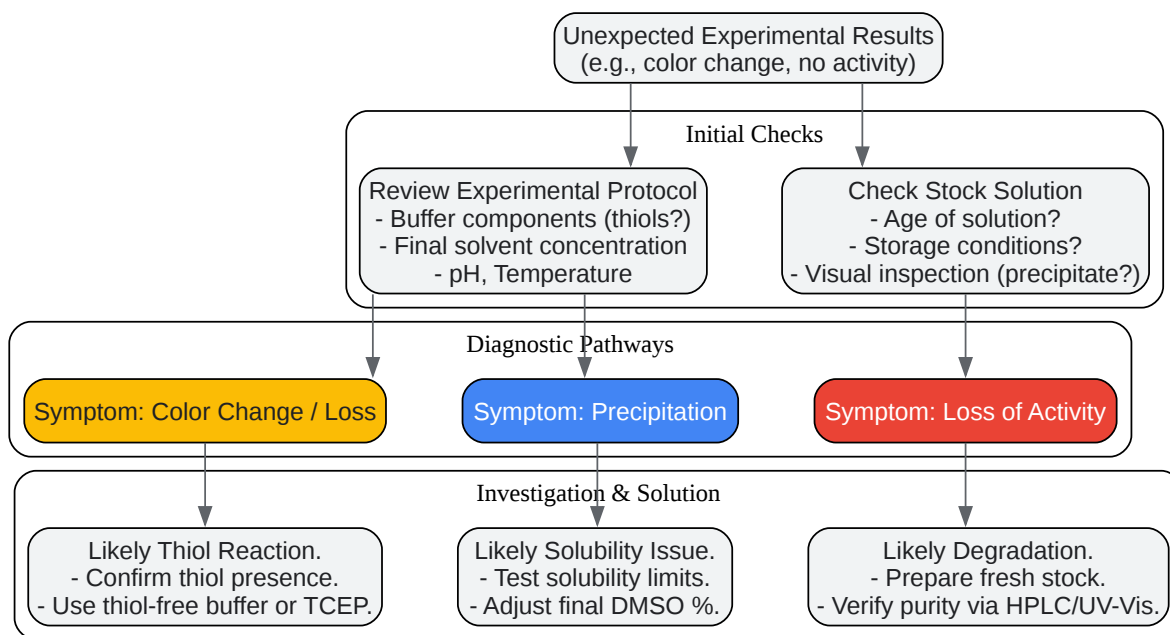 Unexpected Experimental Results
(e.g., color change, no activity)
Initial Checks
Review Experimental Protocol
- Buffer components (thiols?)
- Final solvent concentration
- pH, Temperature
Check Stock Solution
- Age of solution?
- Storage conditions?
- Visual inspection (precipitate?)
Diagnostic Pathways
Symptom: Color Change / Loss
Symptom: Precipitation
Symptom: Loss of Activity
Investigation & Solution
Likely Thiol Reaction.
- Confirm thiol presence.
- Use thiol-free buffer or TCEP.
Likely Solubility Issue.
- Test solubility limits.
- Adjust final DMSO %.
Likely Degradation.
- Prepare fresh stock.
- Verify purity via HPLC/UV-Vis.